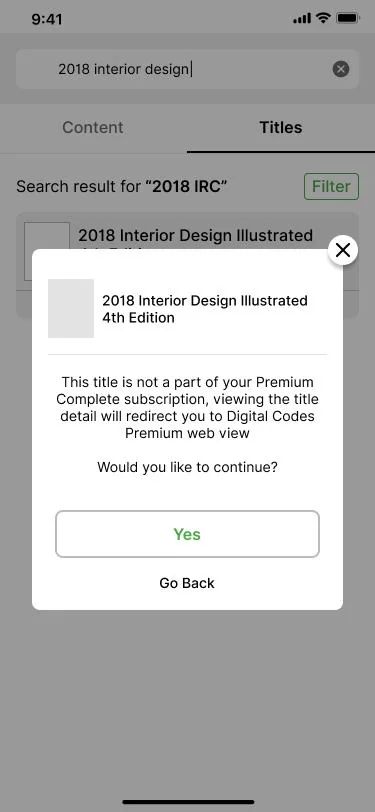 9:41
2018 interior design
Content
Titles
Search result for “2018 IRC”
Filter
2018 Interior Design Illustrated
2018 Interior Design Illustrated
4th Edition
This title is not a part of your Premium
Complete subscription, viewing the title
detail will redirect you to Digital Codes
Premium web view
Would you like to continue?
Yes
Go Back